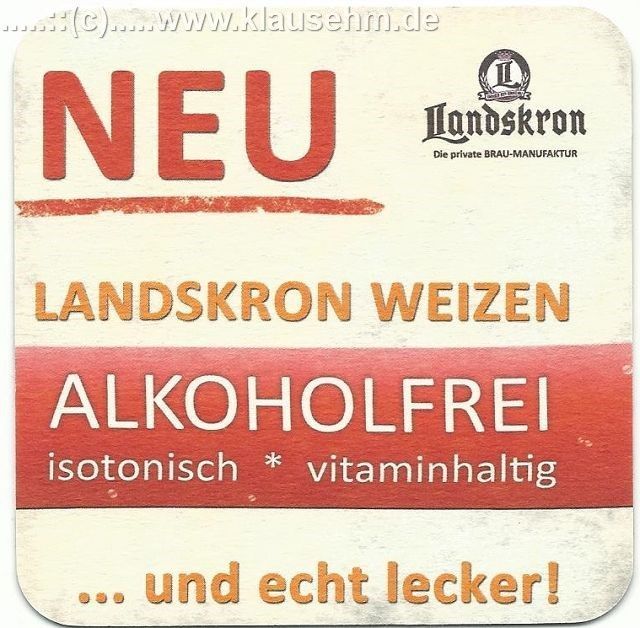 ......::(c).....www.klausehm.de
NEU
L
Landskron
Die private BRAU-MANUFAKTUR
LANDSKRON WEIZEN
ALKOHOLFREI
isotonisch * vitaminhaltig
... und echt lecker!